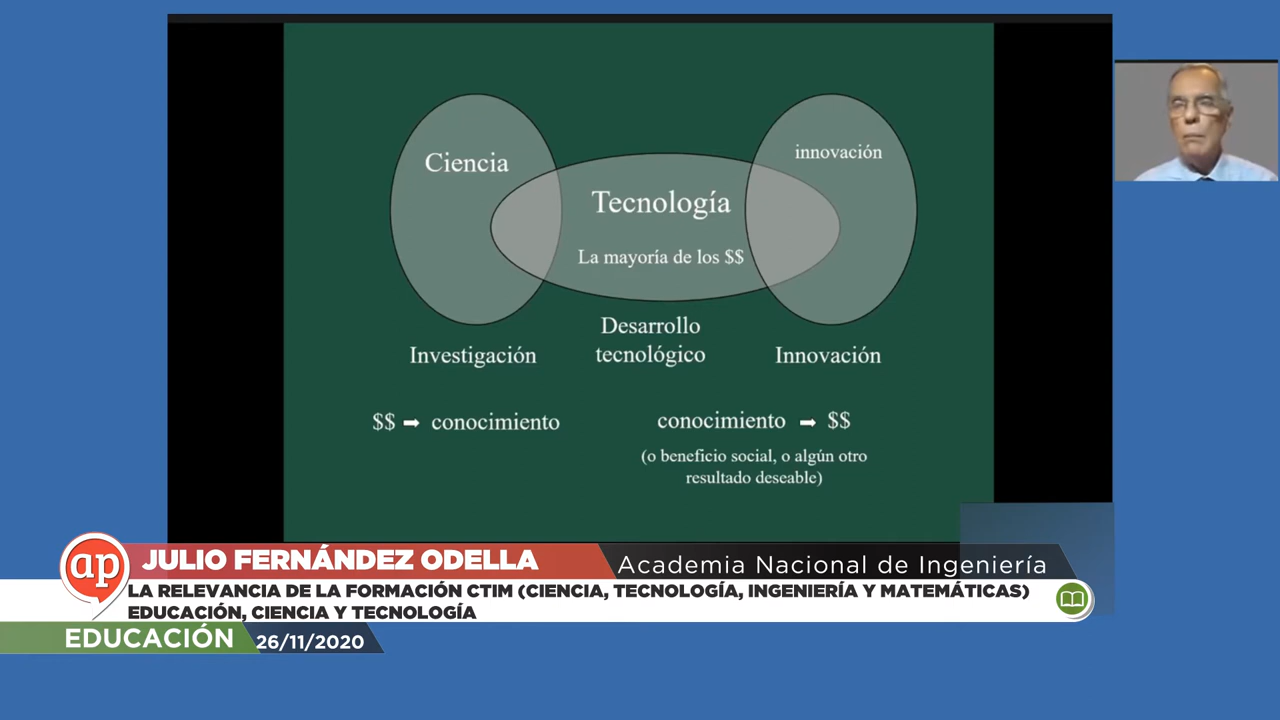 Ciencia
innovación
Tecnología
La mayoría de los $$
Desarrollo
tecnológico
Investigación
Innovación
$$ ➡ conocimiento
conocimiento ➡ $$
(o beneficio social, o algún otro
resultado deseable)
ap
JULIO FERNÁNDEZ ODELLA
Academia Nacional de Ingeniería
LA RELEVANCIA DE LA FORMACIÓN CTIM (CIENCIA, TECNOLOGÍA, INGENIERÍA Y MATEMÁTICAS)
EDUCACIÓN, CIENCIA Y TECNOLOGÍA
EDUCACIÓN
26/11/2020